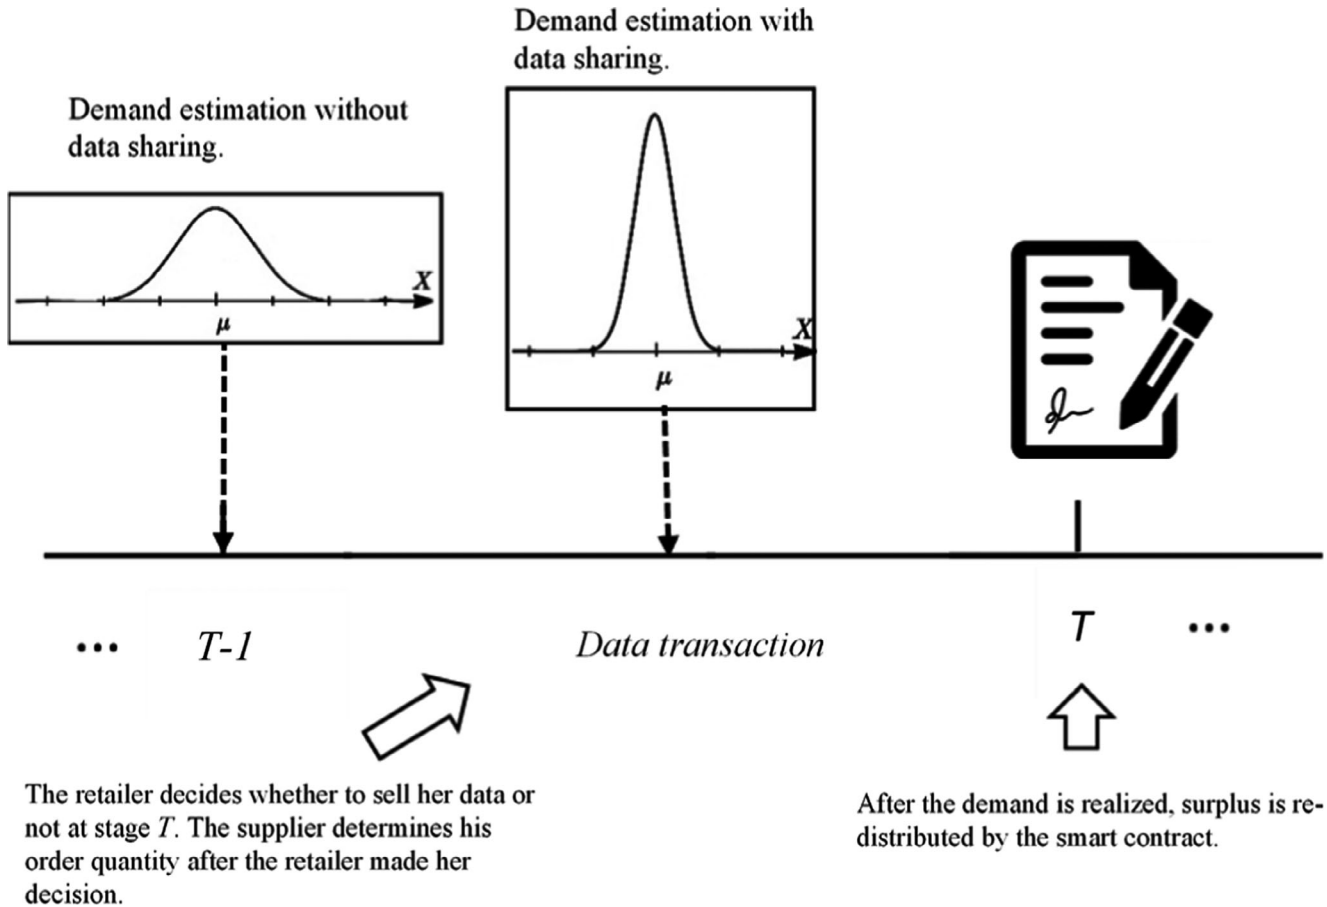 Demand estimation with
data sharing.
Demand estimation without
data sharing.
X
μ
X
μ
... T-1 Data transaction T ...
The retailer decides whether to sell her data or
not at stage T. The supplier determines his
order quantity after the retailer made her
decision.
After the demand is realized, surplus is re-
distributed by the smart contract.